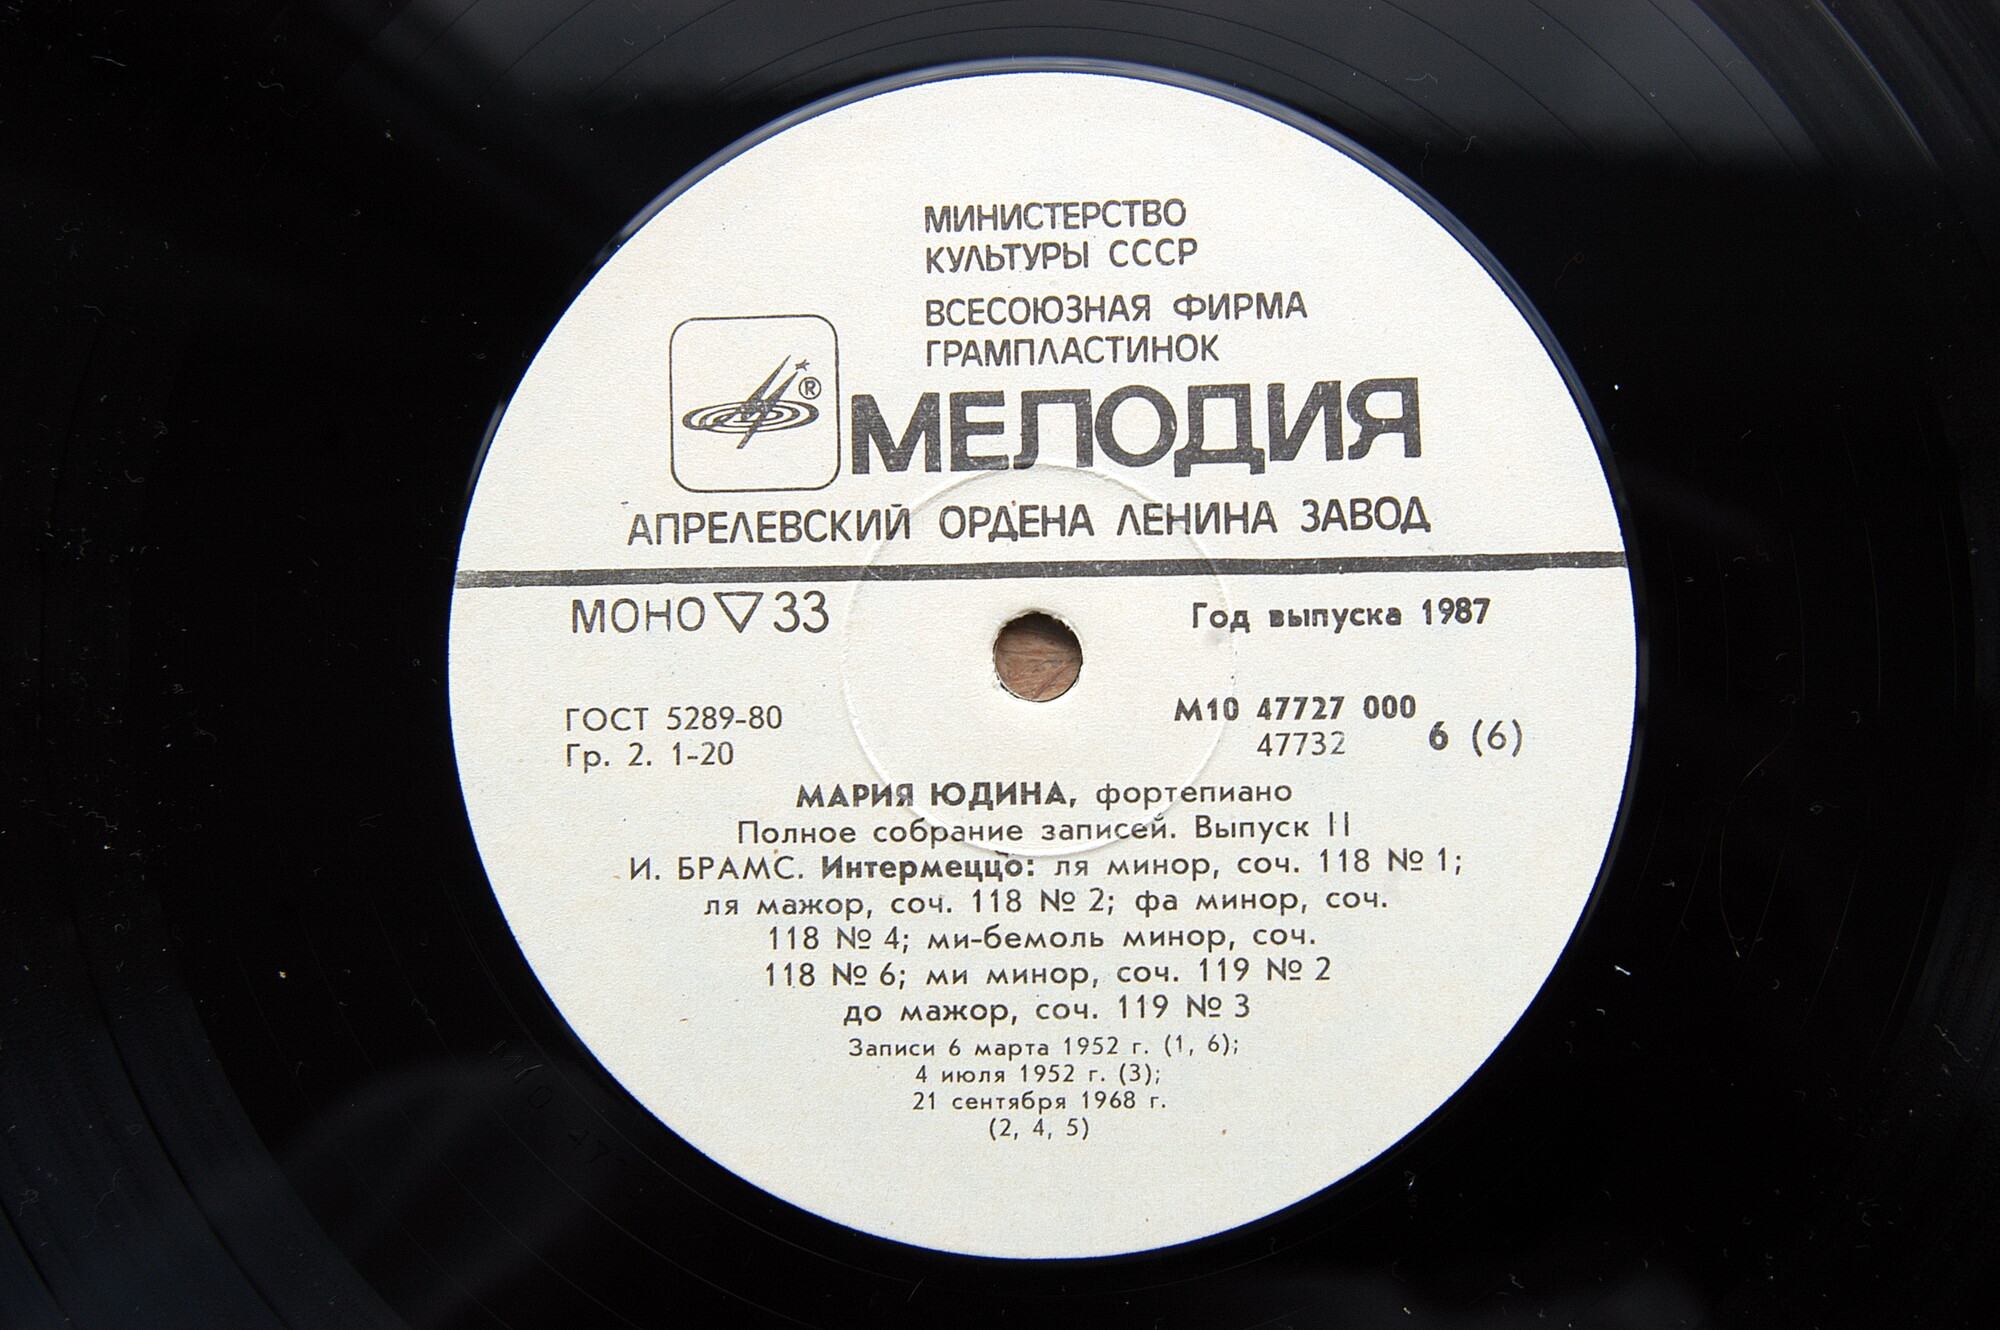 МИНИСТЕРСТВО
КУЛЬТУРЫ СССР
ВСЕСОЮЗНАЯ ФИРМА
ГРАМПЛАСТИНОК
®
МЕЛОДИЯ
АПРЕЛЕВСКИЙ ОРДЕНА ЛЕНИНА ЗАВОД
МОНО ▽ 33
Год выпуска 1987
ГОСТ 5289-80
Гр. 2. 1-20
М10 47727 000
47732
6 (6)
МАРИЯ ЮДИНА, фортепиано
Полное собрание записей. Выпуск II
И. БРАМС. Интермеццо: ля минор, соч. 118 № 1;
ля мажор, соч. 118 № 2; фа минор, соч.
118 № 4; ми-бемоль минор, соч.
118 № 6; ми минор, соч. 119 № 2
до мажор, соч. 119 № 3
Записи 6 марта 1952 г. (1, 6);
4 июля 1952 г. (3);
21 сентября 1968 г.
(2, 4, 5)